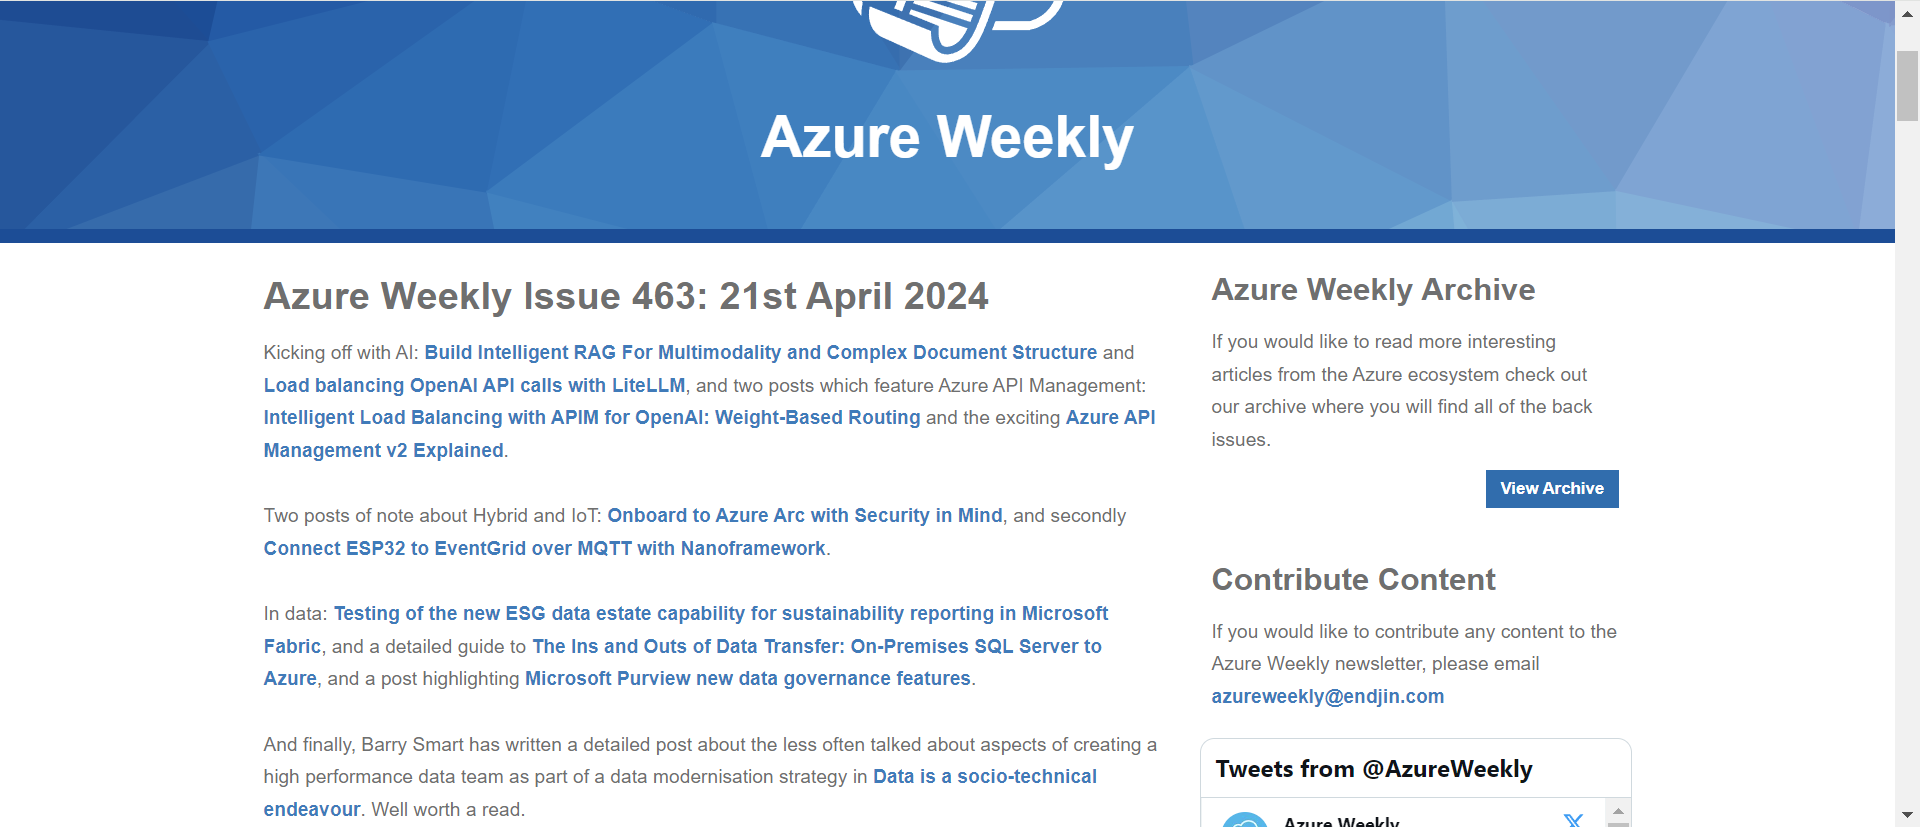 Azure Weekly
Azure Weekly Issue 463: 21st April 2024
Kicking off with AI: Build Intelligent RAG For Multimodality and Complex Document Structure and
Load balancing OpenAI API calls with LiteLLM, and two posts which feature Azure API Management:
Intelligent Load Balancing with APIM for OpenAI: Weight-Based Routing and the exciting Azure API
Management v2 Explained.
Two posts of note about Hybrid and IoT: Onboard to Azure Arc with Security in Mind, and secondly
Connect ESP32 to EventGrid over MQTT with Nanoframework.
In data: Testing of the new ESG data estate capability for sustainability reporting in Microsoft
Fabric, and a detailed guide to The Ins and Outs of Data Transfer: On-Premises SQL Server to
Azure, and a post highlighting Microsoft Purview new data governance features.
And finally, Barry Smart has written a detailed post about the less often talked about aspects of creating a
high performance data team as part of a data modernisation strategy in Data is a socio-technical
endeavour. Well worth a read.
Azure Weekly Archive
If you would like to read more interesting
articles from the Azure ecosystem check out
our archive where you will find all of the back
issues.
View Archive
Contribute Content
If you would like to contribute any content to the
Azure Weekly newsletter, please email
azureweekly@endjin.com
Tweets from @AzureWeekly
Azure Weekly